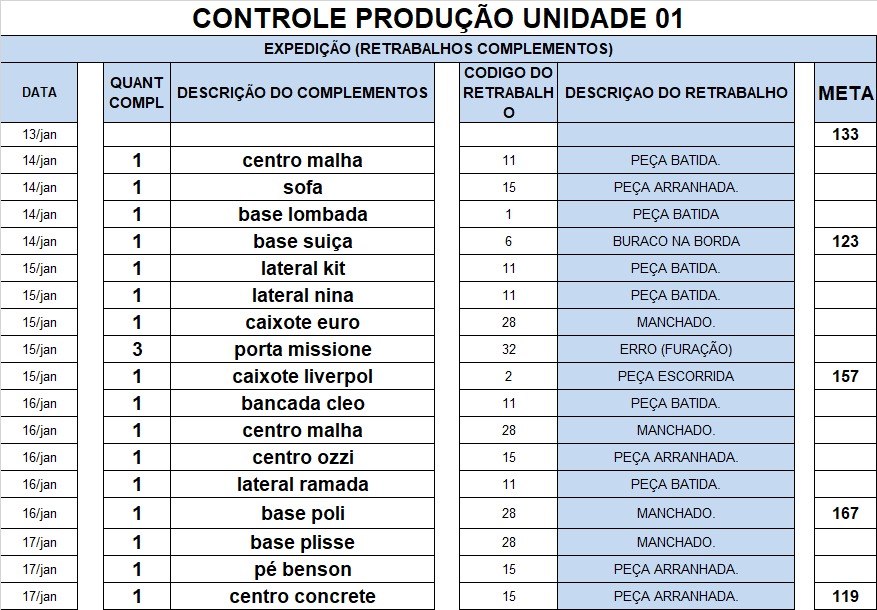 CONTROLE PRODUÇÃO UNIDADE 01
EXPEDIÇÃO (RETRABALHOS COMPLEMENTOS)
DATA QUANT COMPL DESCRIÇÃO DO COMPLEMENTOS CODIGO DO RETRABALHO DESCRIÇAO DO RETRABALHO META
13/jan 133
14/jan 1 centro malha 11 PEÇA BATIDA.
14/jan 1 sofa 15 PEÇA ARRANHADA.
14/jan 1 base lombada 1 PEÇA BATIDA
14/jan 1 base suiça 6 BURACO NA BORDA 123
15/jan 1 lateral kit 11 PEÇA BATIDA.
15/jan 1 lateral nina 11 PEÇA BATIDA.
15/jan 1 caixote euro 28 MANCHADO.
15/jan 3 porta missione 32 ERRO (FURAÇÃO)
15/jan 1 caixote liverpol 2 PEÇA ESCORRIDA 157
16/jan 1 bancada cleo 11 PEÇA BATIDA.
16/jan 1 centro malha 28 MANCHADO.
16/jan 1 centro ozzi 15 PEÇA ARRANHADA.
16/jan 1 lateral ramada 11 PEÇA BATIDA.
16/jan 1 base poli 28 MANCHADO. 167
17/jan 1 base plisse 28 MANCHADO.
17/jan 1 pé benson 15 PEÇA ARRANHADA.
17/jan 1 centro concrete 15 PEÇA ARRANHADA. 119